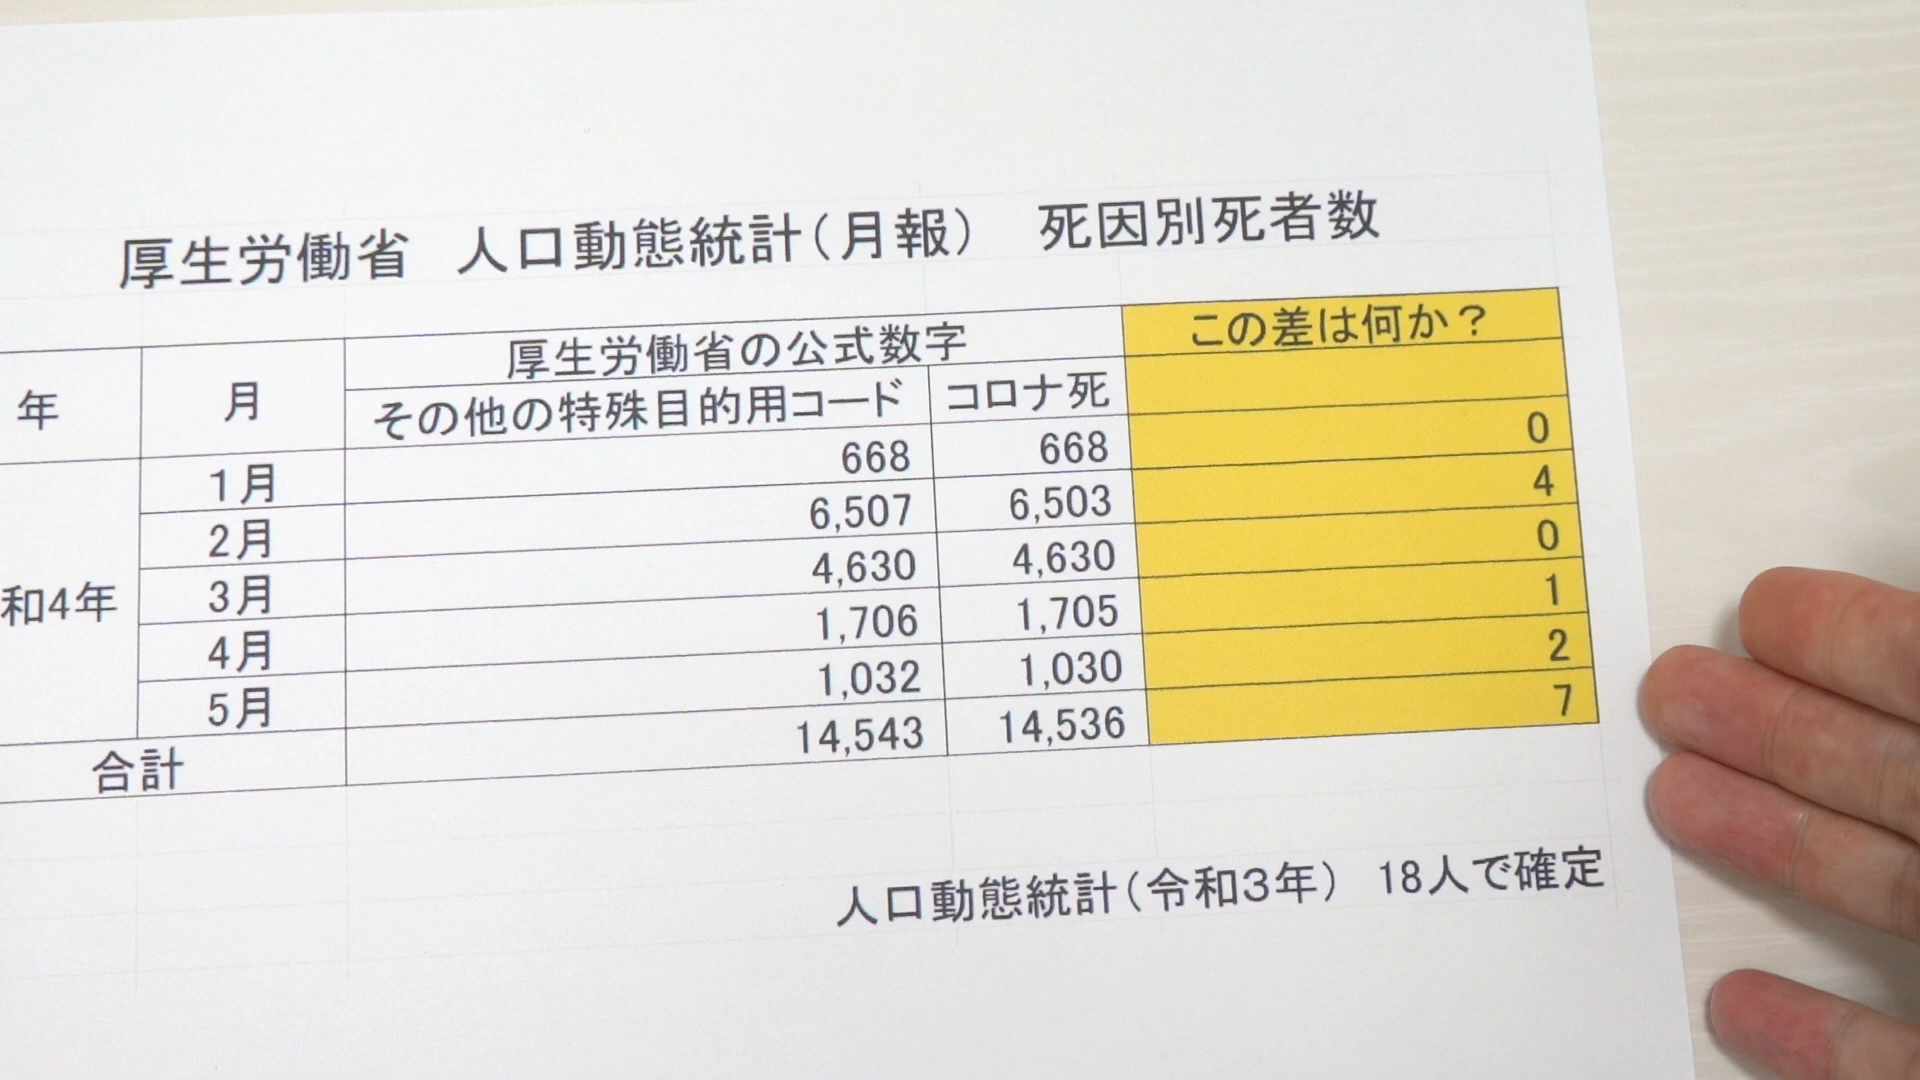 厚生労働省　人口動態統計（月報）　死因別死者数
年　月　厚生労働省の公式数字　この差は何か？
その他の特殊目的用コード　コロナ死
和4年　1月　668　668　0
2月　6,507　6,503　4
3月　4,630　4,630　0
4月　1,706　1,705　1
5月　1,032　1,030　2
合計　14,543　14,536　7
人口動態統計（令和3年）　18人で確定